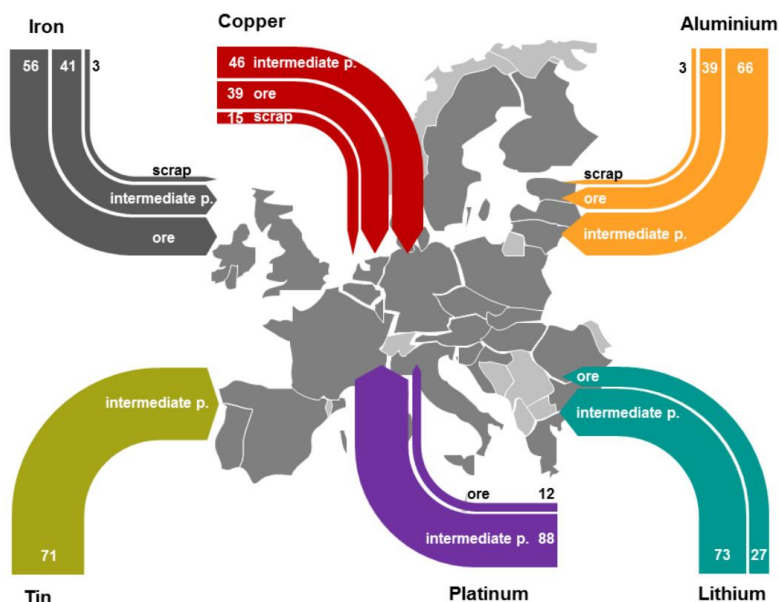 Iron
56 41 3
scrap
intermediate p.
ore
Copper
46 intermediate p.
39 ore
15 scrap
Aluminium
3 39 66
scrap
ore
intermediate p.
71
Tin
intermediate p.
ore 12
intermediate p. 88
Platinum
ore
intermediate p.
73 27
Lithium